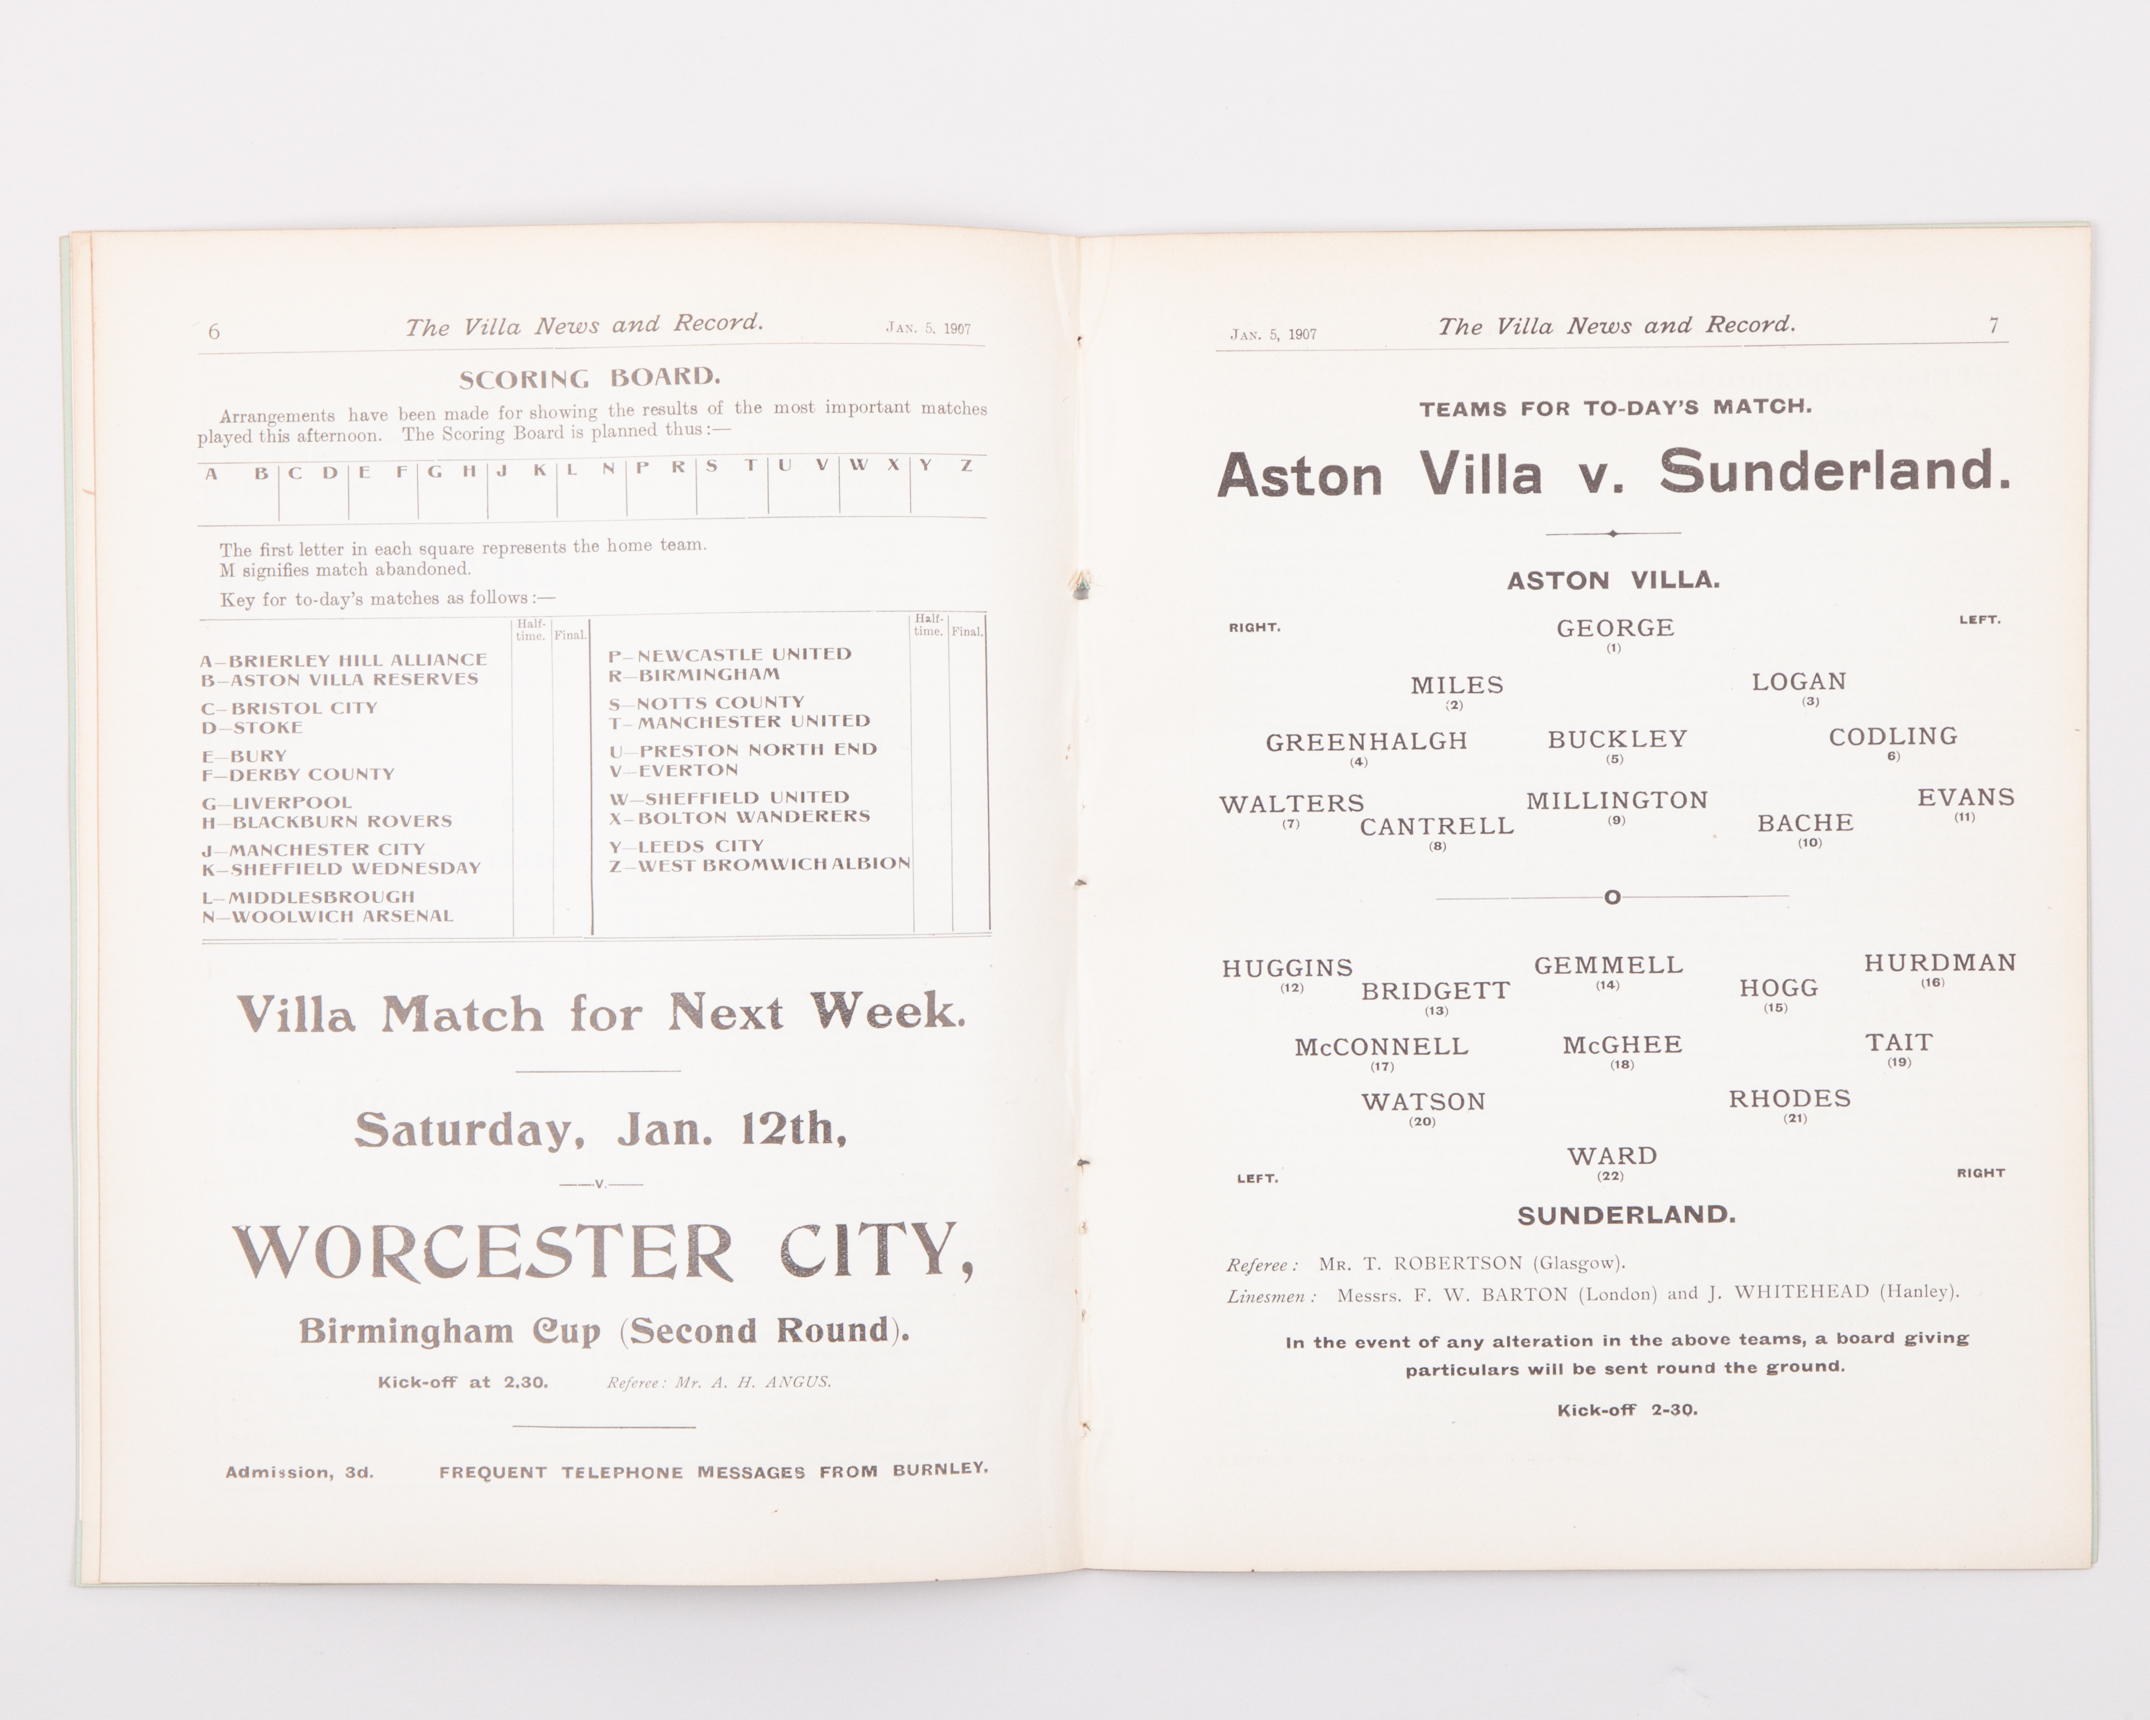 6 The Villa News and Record. JAN. 5, 1907
SCORING BOARD.
Arrangements have been made for showing the results of the most important matches
played this afternoon. The Scoring Board is planned thus:—
A B C D E F G H J K L N P R S T U V W X Y Z
The first letter in each square represents the home team.
M signifies match abandoned.
Key for to-day's matches as follows:—
Half-time. Final.
A—BRIERLEY HILL ALLIANCE
B—ASTON VILLA RESERVES
C—BRISTOL CITY
D—STOKE
E—BURY
F—DERBY COUNTY
G—LIVERPOOL
H—BLACKBURN ROVERS
J—MANCHESTER CITY
K—SHEFFIELD WEDNESDAY
L—MIDDLESBROUGH
N—WOOLWICH ARSENAL
Half-time. Final.
P—NEWCASTLE UNITED
R—BIRMINGHAM
S—NOTTS COUNTY
T—MANCHESTER UNITED
U—PRESTON NORTH END
V—EVERTON
W—SHEFFIELD UNITED
X—BOLTON WANDERERS
Y—LEEDS CITY
Z—WEST BROMWICH ALBION
Villa Match for Next Week.
Saturday, Jan. 12th,
—v.—
WORCESTER CITY,
Birmingham Cup (Second Round).
Kick-off at 2.30. Referee: Mr. A. H. ANGUS.
Admission, 3d. FREQUENT TELEPHONE MESSAGES FROM BURNLEY.
JAN. 5, 1907 The Villa News and Record. 7
TEAMS FOR TO-DAY'S MATCH.
Aston Villa v. Sunderland.
ASTON VILLA.
RIGHT. GEORGE LEFT.
(1)
MILES LOGAN
(2) (3)
GREENHALGH BUCKLEY CODLING
(4) (5) 6)
WALTERS MILLINGTON EVANS
(7) (9) (11)
CANTRELL BACHE
(8) (10)
O
HUGGINS GEMMELL HURDMAN
(12) (14) (16)
BRIDGETT HOGG
(13) (15)
McCONNELL McGHEE TAIT
(17) (18) (19)
WATSON RHODES
(20) (21)
WARD
(22)
LEFT. RIGHT
SUNDERLAND.
Referee: MR. T. ROBERTSON (Glasgow).
Linesmen: Messrs. F. W. BARTON (London) and J. WHITEHEAD (Hanley).
In the event of any alteration in the above teams, a board giving
particulars will be sent round the ground.
Kick-off 2-30.